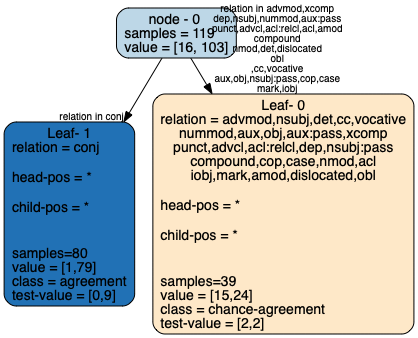 node - 0
samples = 119
value = [16, 103]
relation in advmod,xcomp
dep,nsubj,nummod,aux:pass
punct,advcl,acl:relcl,acl,amod
compound
nmod,det,dislocated
obl
,cc,vocative
aux,obj,nsubj:pass,cop,case
mark,iobj
relation in conj
Leaf- 1
relation = conj
head-pos = *
child-pos = *
samples=80
value = [1,79]
class = agreement
test-value = [0,9]
Leaf- 0
relation = advmod,nsubj,det,cc,vocative
nummod,aux,obj,aux:pass,xcomp
punct,advcl,acl:relcl,dep,nsubj:pass
compound,cop,case,nmod,acl
iobj,mark,amod,dislocated,obl
head-pos = *
child-pos = *
samples=39
value = [15,24]
class = chance-agreement
test-value = [2,2]